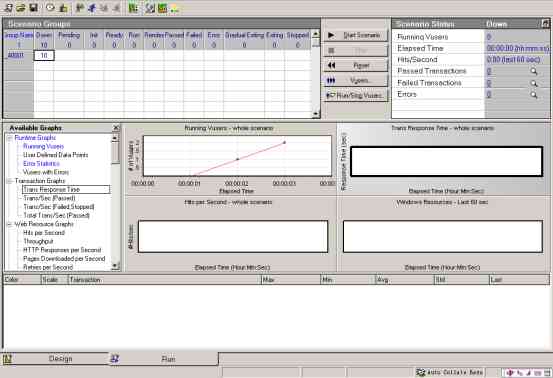 Scenario Groups
Group Name Down Pending Init Ready Run Rendez Passed Failed Error Gradual Exiting Exiting Stopped
1 10 0 0 0 0 0 0 0 0 0 0 0
A0001 10
Start Scenario
Stop
Reset
Vusers...
Run/Stop Vusers...
Scenario Status Down
Running Vusers 0
Elapsed Time 00:00:00 (hh:mm:ss)
Hits/Second 0.00 (last 60 sec)
Passed Transactions 0
Failed Transactions 0
Errors 0
Available Graphs
Runtime Graphs
Running Vusers
User Defined Data Points
Error Statistics
Vusers with Errors
Transaction Graphs
Trans Response Time
Trans/Sec (Passed)
Trans/Sec (Failed,Stopped)
Total Trans/Sec (Passed)
Web Resource Graphs
Hits per Second
Throughput
HTTP Responses per Second
Pages Downloaded per Second
Retries per Second
Running Vusers - whole scenario
# of Vusers
00:00:00 00:00:01 00:00:02 00:00:03 00:00
Elapsed Time
Trans Response Time - whole scenario
Response Time (sec)
Elapsed Time (Hour:Min:Sec)
Hits per Second - whole scenario
#Hits/sec
Elapsed Time (Hour:Min:Sec)
Windows Resources - Last 60 sec
Elapsed Time (Hour:Min:Sec)
Color Scale Transaction Max Min Avg Std Last
Design Run
Auto Collate Resu